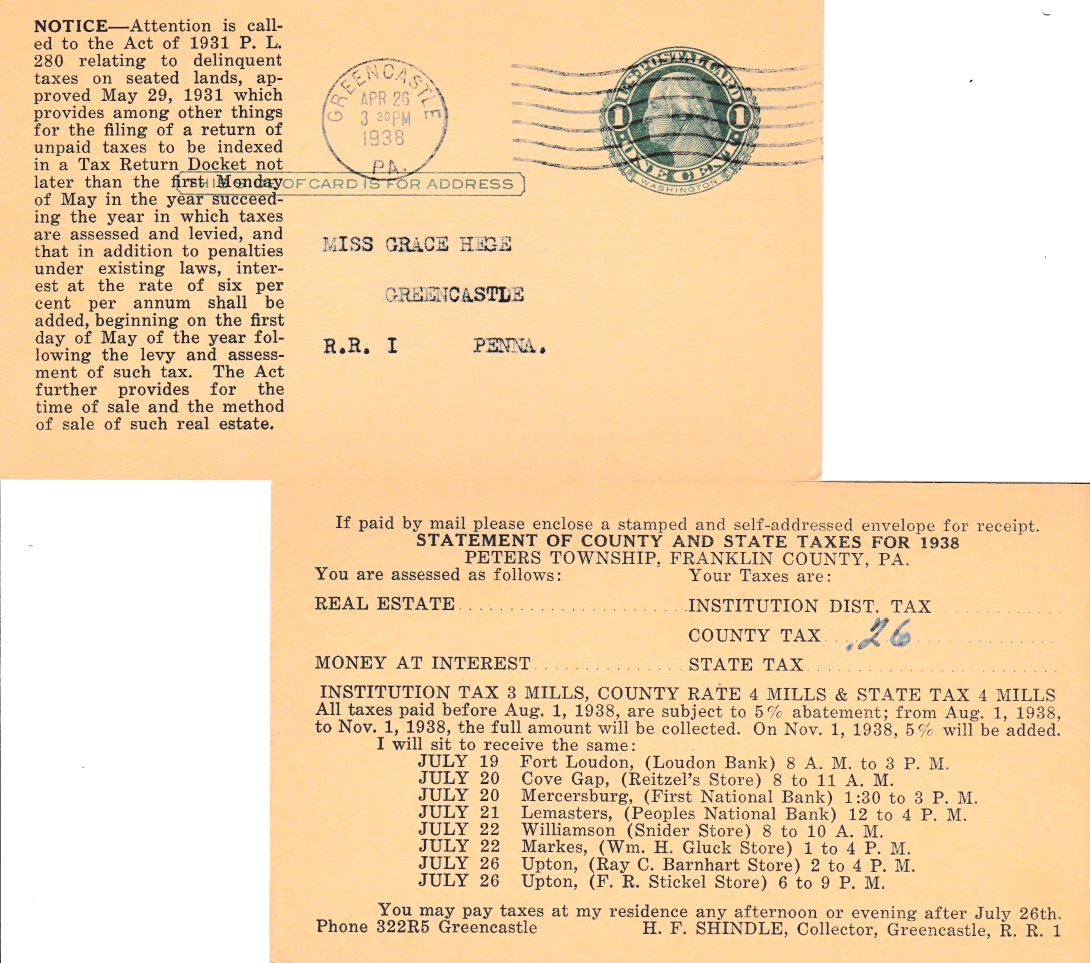 NOTICE—Attention is call-
ed to the Act of 1931 P. L.
280 relating to delinquent
taxes on seated lands, ap-
proved May 29, 1931 which
provides among other things
for the filing of a return of
unpaid taxes to be indexed
in a Tax Return Docket not
later than the first Monday
of May in the year succeed-
ing the year in which taxes
are assessed and levied, and
that in addition to penalties
under existing laws, inter-
est at the rate of six per
cent per annum shall be
added, beginning on the first
day of May of the year fol-
lowing the levy and assess-
ment of such tax. The Act
further provides for the
time of sale and the method
of sale of such real estate.
GREENCASTLE
APR 26
3 30 PM
1938
PA.
U.S. POSTAL CARD
1 1
ONE CENT
WASHINGTON
THIS SIDE OF CARD IS FOR ADDRESS
MISS GRACE HEGE
GREENCASTLE
R.R. I PENNA.
If paid by mail please enclose a stamped and self-addressed envelope for receipt.
STATEMENT OF COUNTY AND STATE TAXES FOR 1938
PETERS TOWNSHIP, FRANKLIN COUNTY, PA.
You are assessed as follows: Your Taxes are:
REAL ESTATE INSTITUTION DIST. TAX
COUNTY TAX .26
MONEY AT INTEREST STATE TAX
INSTITUTION TAX 3 MILLS, COUNTY RATE 4 MILLS & STATE TAX 4 MILLS
All taxes paid before Aug. 1, 1938, are subject to 5% abatement; from Aug. 1, 1938,
to Nov. 1, 1938, the full amount will be collected. On Nov. 1, 1938, 5% will be added.
I will sit to receive the same:
JULY 19 Fort Loudon, (Loudon Bank) 8 A. M. to 3 P. M.
JULY 20 Cove Gap, (Reitzel's Store) 8 to 11 A. M.
JULY 20 Mercersburg, (First National Bank) 1:30 to 3 P. M.
JULY 21 Lemasters, (Peoples National Bank) 12 to 4 P. M.
JULY 22 Williamson (Snider Store) 8 to 10 A. M.
JULY 22 Markes, (Wm. H. Gluck Store) 1 to 4 P. M.
JULY 26 Upton, (Ray C. Barnhart Store) 2 to 4 P. M.
JULY 26 Upton, (F. R. Stickel Store) 6 to 9 P. M.
You may pay taxes at my residence any afternoon or evening after July 26th.
Phone 322R5 Greencastle H. F. SHINDLE, Collector, Greencastle, R. R. 1